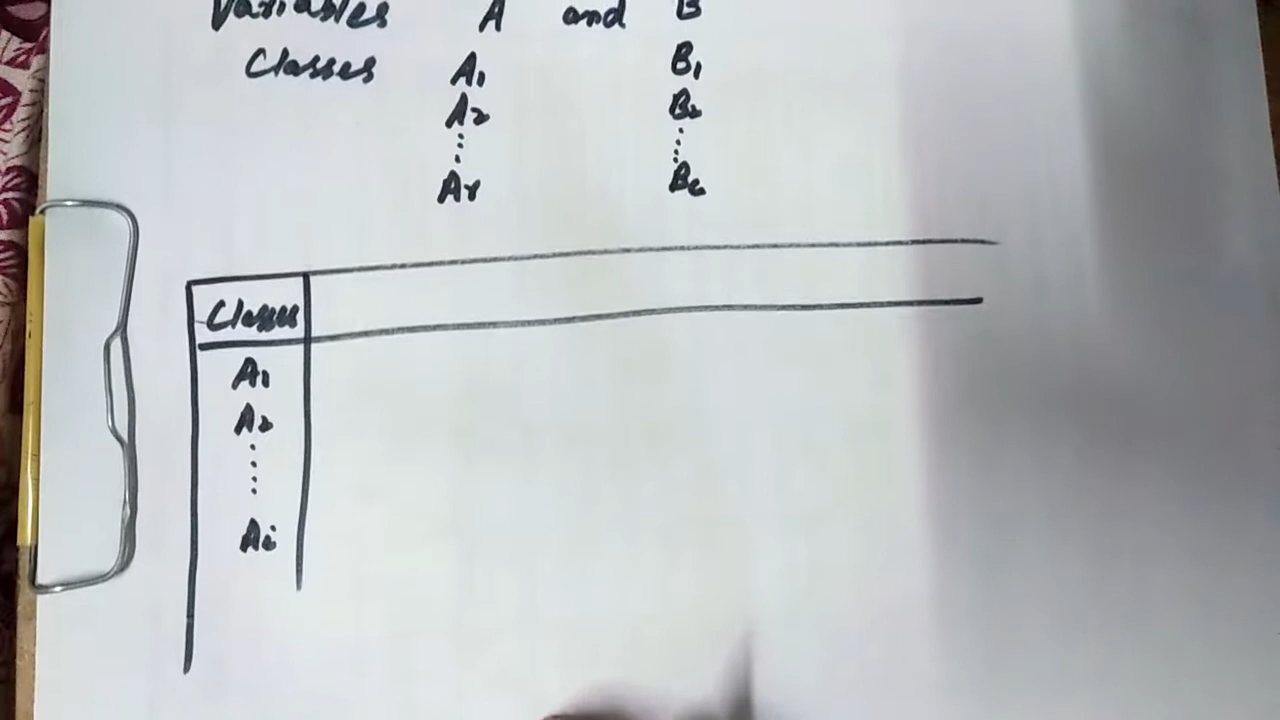 Variables A and B
Classes A1 B1
A2 B2
Ar Bc
Classes
A1
A2
Ai